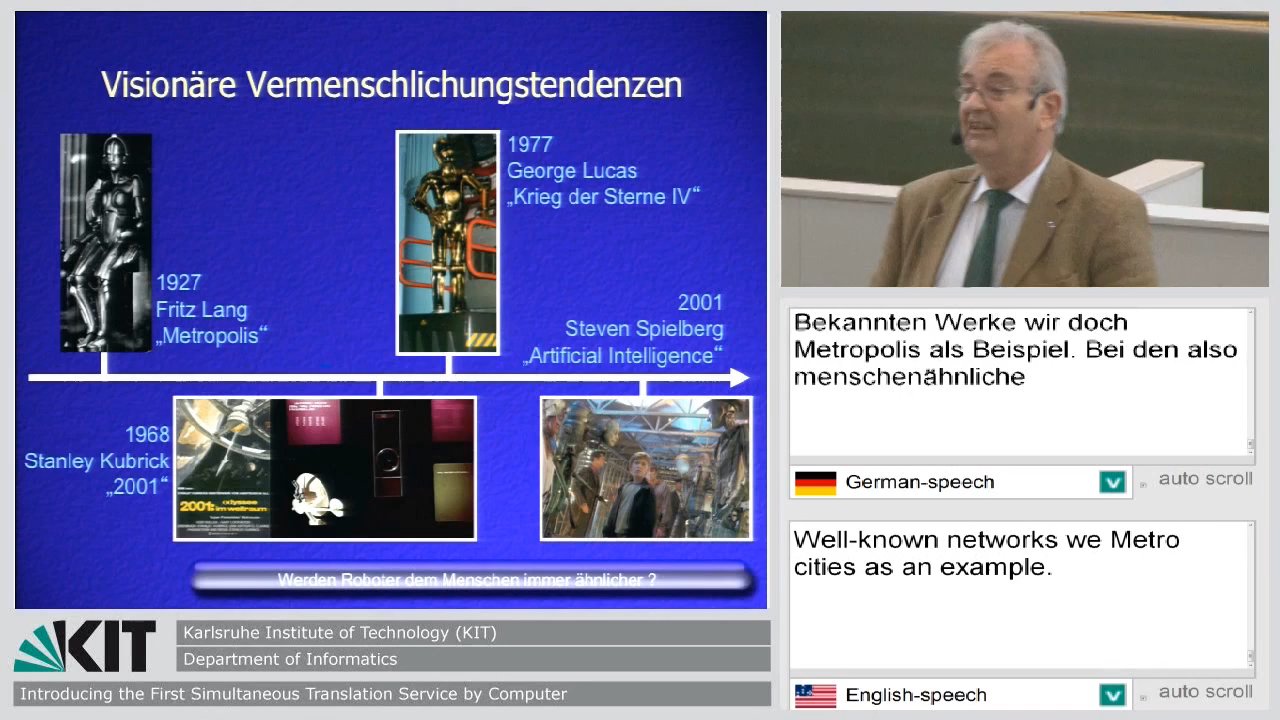 Visionäre Vermenschlichungstendenzen
1977
George Lucas
„Krieg der Sterne IV“
1927
Fritz Lang
„Metropolis“
2001
Steven Spielberg
„Artificial Intelligence“
1968
Stanley Kubrick
„2001“
2001: odyssee
im weltraum
Werden Roboter dem Menschen immer ähnlicher ?
Bekannten Werke wir doch
Metropolis als Beispiel. Bei den also
menschenähnliche
German-speech
auto scroll
Well-known networks we Metro
cities as an example.
English-speech
auto scroll
KIT
Karlsruhe Institute of Technology (KIT)
Department of Informatics
Introducing the First Simultaneous Translation Service by Computer